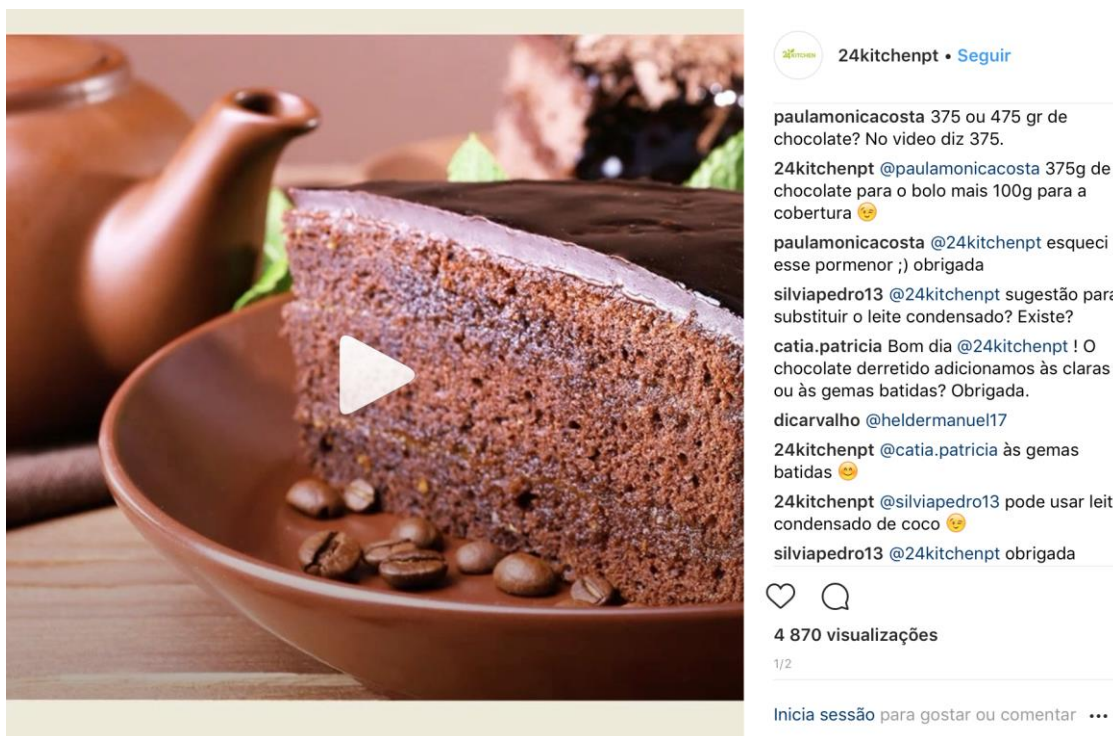 24KITCHEN
24kitchenpt • Seguir
paulamonicacosta 375 ou 475 gr de
chocolate? No video diz 375.
24kitchenpt @paulamonicacosta 375g de
chocolate para o bolo mais 100g para a
cobertura 😉
paulamonicacosta @24kitchenpt esqueci
esse pormenor ;) obrigada
silviapedro13 @24kitchenpt sugestão para
substituir o leite condensado? Existe?
catia.patricia Bom dia @24kitchenpt ! O
chocolate derretido adicionamos às claras
ou às gemas batidas? Obrigada.
dicarvalho @heldermanuel17
24kitchenpt @catia.patricia às gemas
batidas 😊
24kitchenpt @silviapedro13 pode usar leit
condensado de coco 😉
silviapedro13 @24kitchenpt obrigada
4 870 visualizações
1/2
Inicia sessão para gostar ou comentar •••